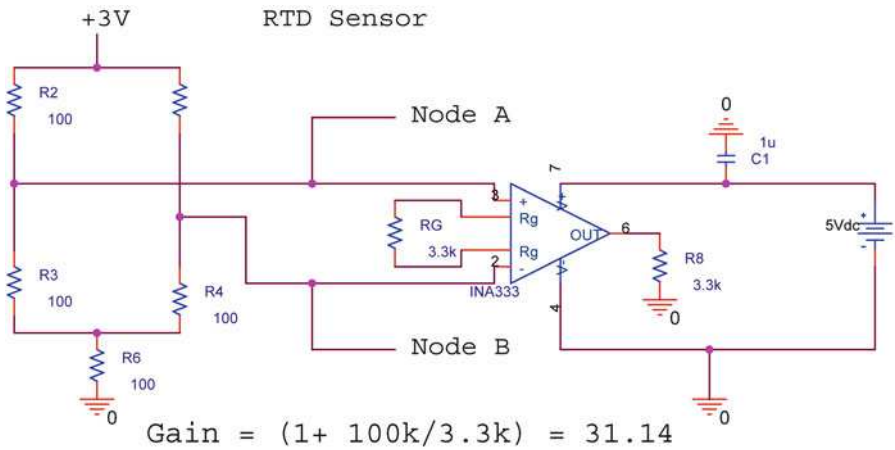 +3V
RTD Sensor
R2
100
Node A
0
1u
C1
7
3
+
Rg
RG
3.3k
Rg
2
-
INA333
V+
OUT
6
V-
4
5Vdc
+
-
R8
3.3k
0
R3
100
R4
100
Node B
R6
100
0
0
Gain = (1+ 100k/3.3k) = 31.14